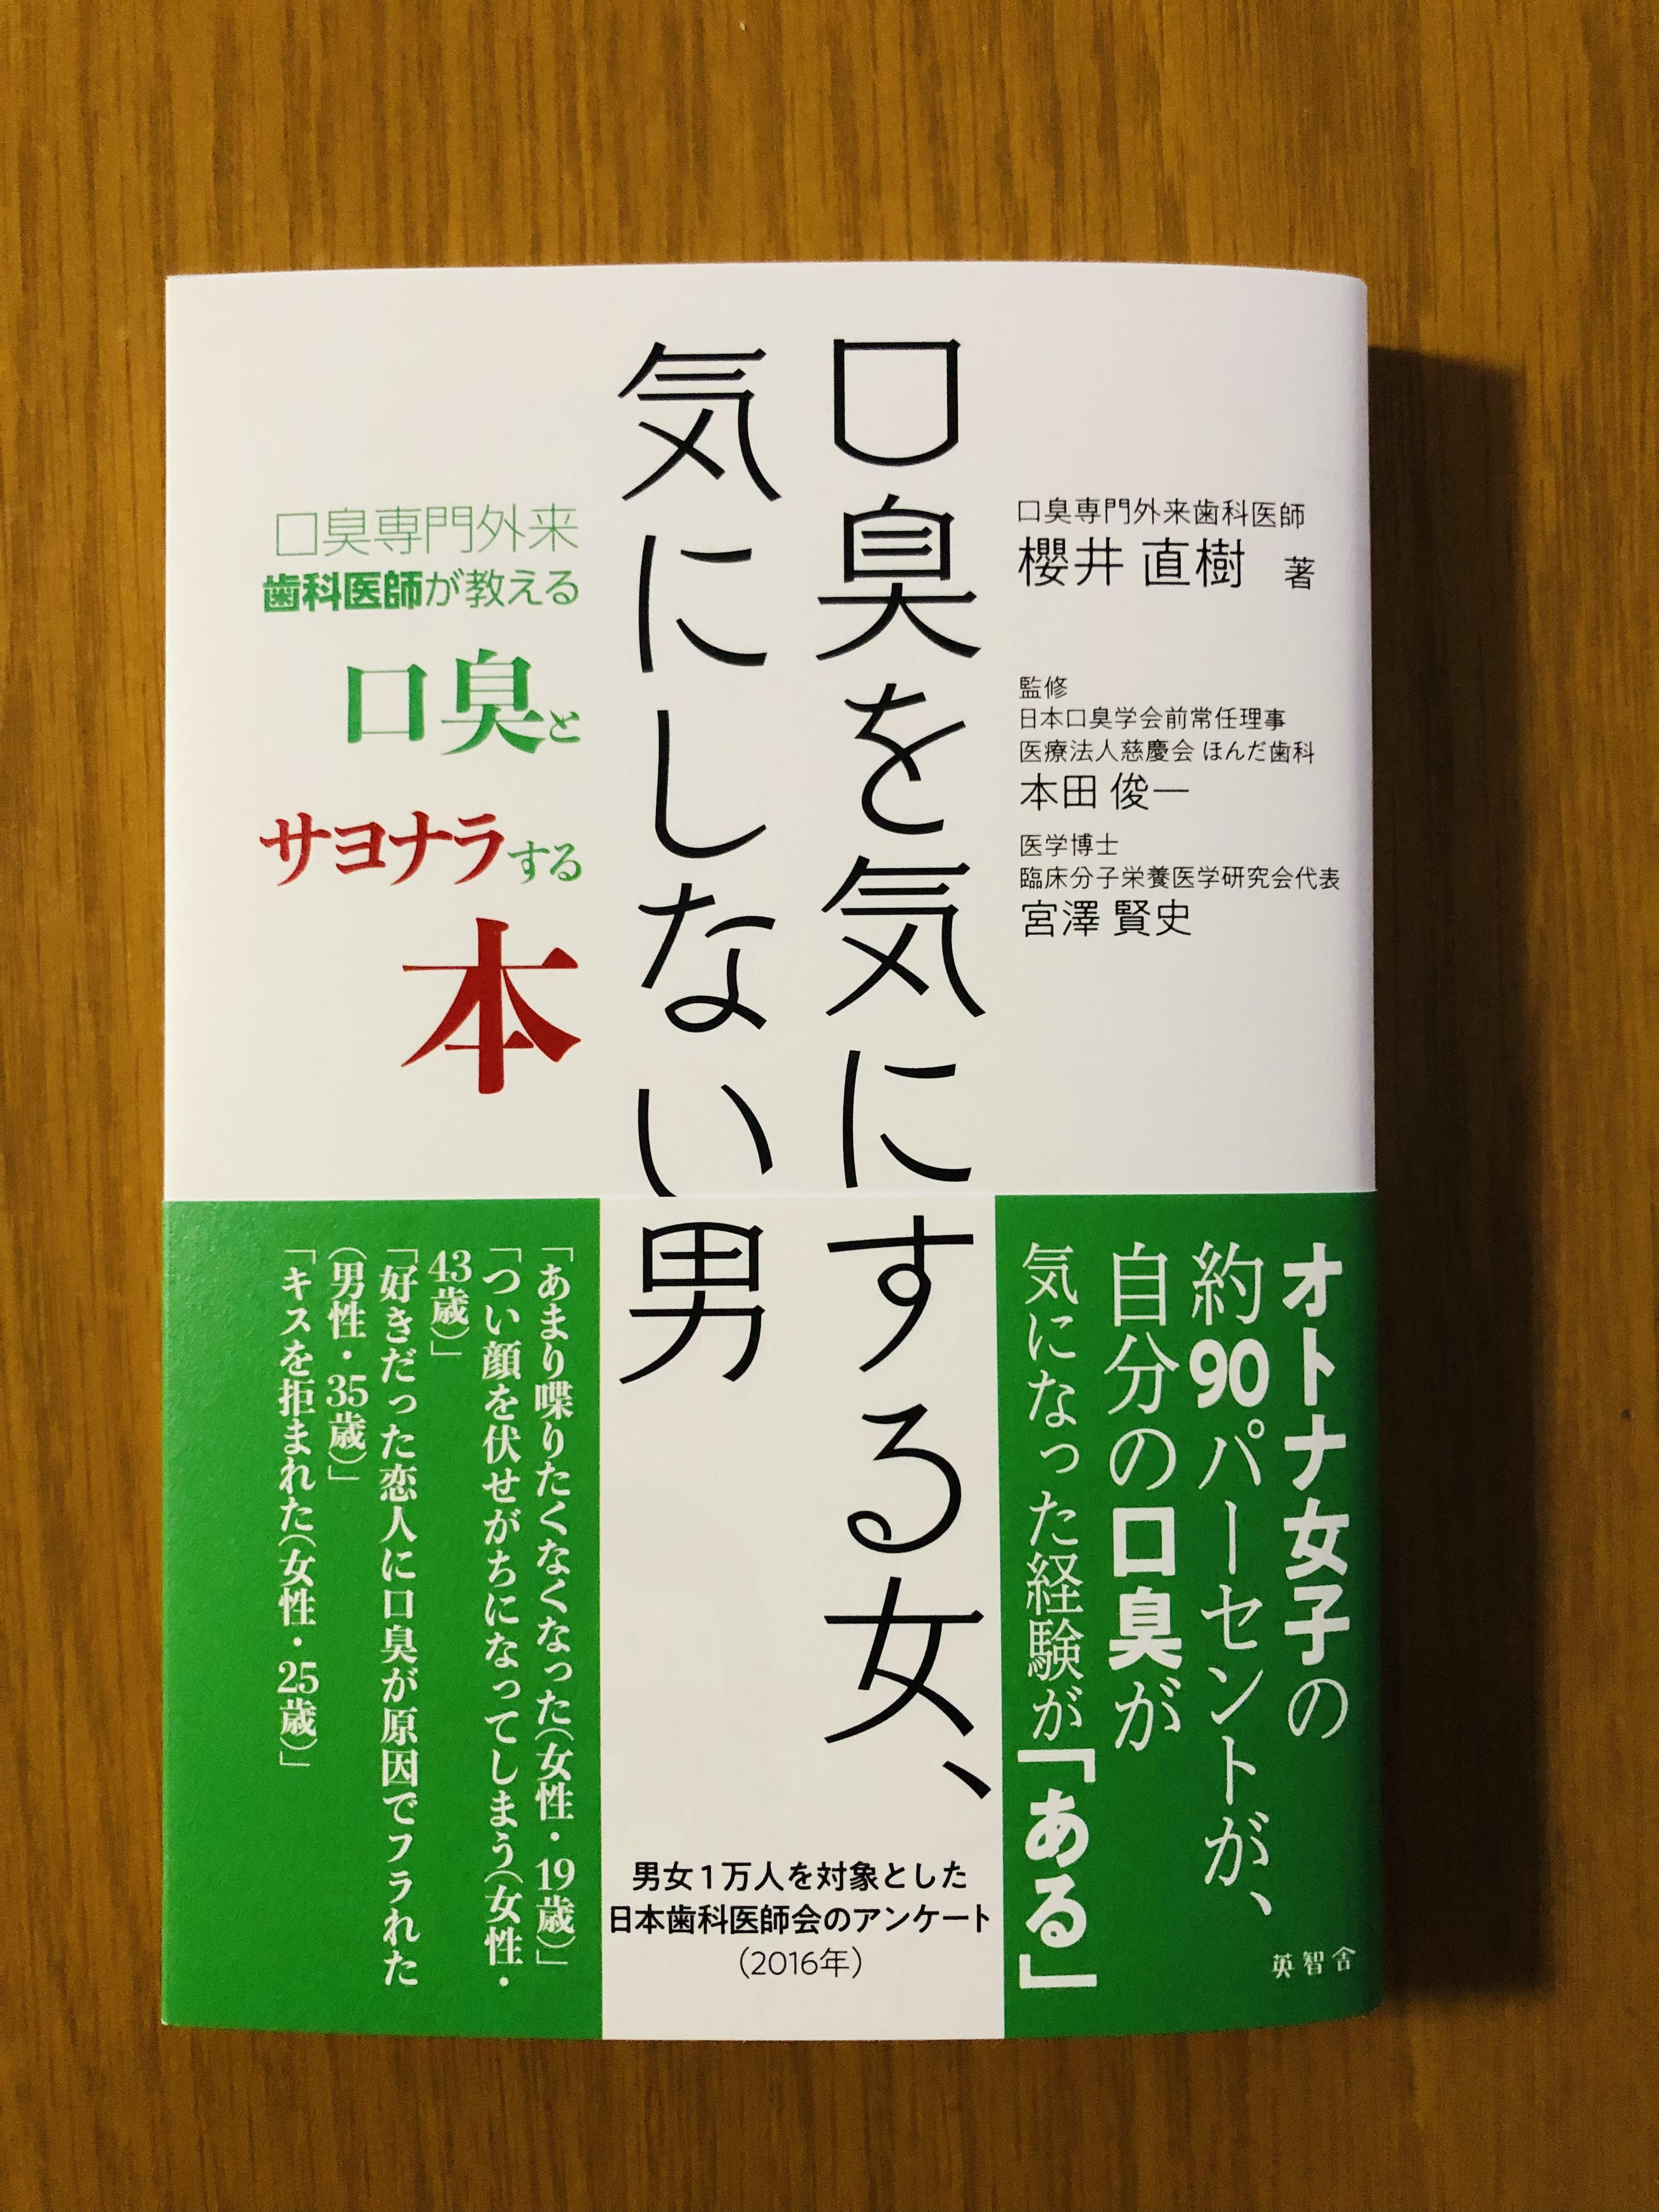 口臭を気にする女、
気にしない男
口臭専門外来歯科医師
櫻井 直樹 著
監修
日本口臭学会前常任理事
医療法人慈慶会 ほんだ歯科
本田 俊一
医学博士
臨床分子栄養医学研究会代表
宮澤 賢史
口臭専門外来
歯科医師が教える
口臭と
サヨナラする
本
オトナ女子の
約90パーセントが、
自分の口臭が
気になった経験が「ある」
英智舎
男女1万人を対象とした
日本歯科医師会のアンケート
（2016年）
「あまり喋りたくなくなった（女性・19歳）」
「つい顔を伏せがちになってしまう（女性・
43歳）」
「好きだった恋人に口臭が原因でフラれた
（男性・35歳）」
「キスを拒まれた（女性・25歳）」